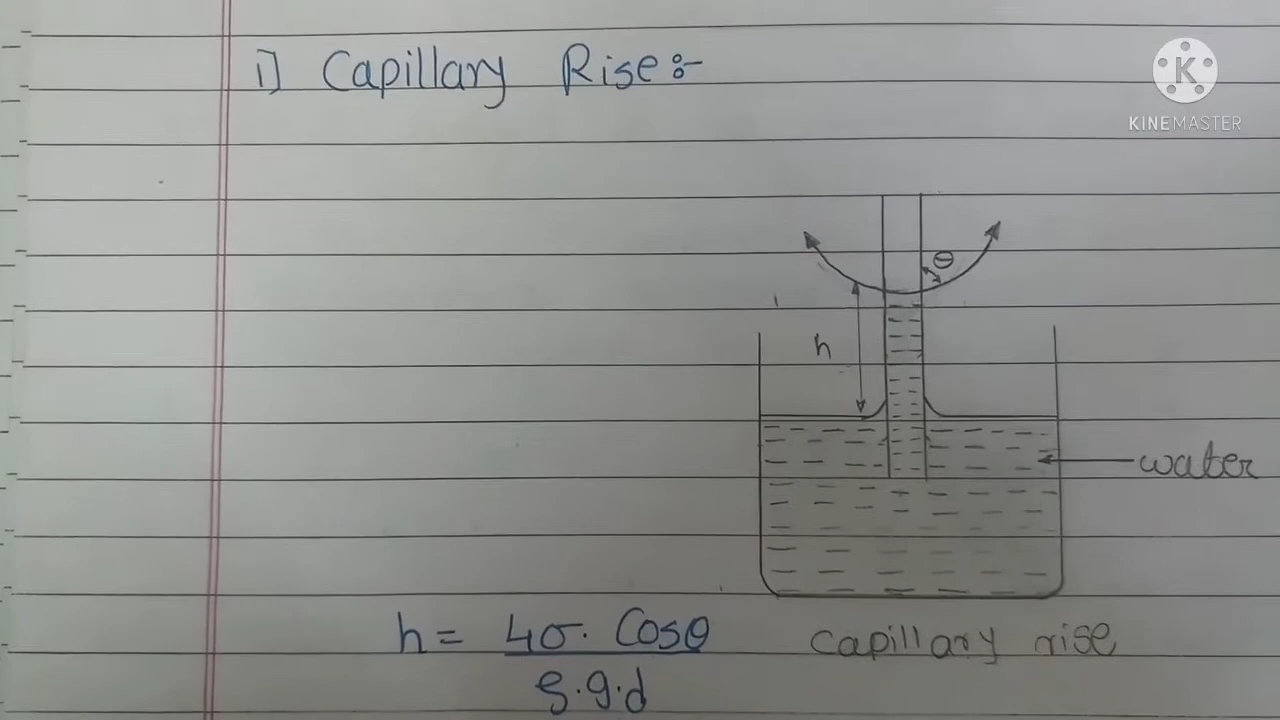 i) Capillary Rise :-
K
KINEMASTER
θ
h
water
h = 4σ. Cosθ
ρ.g.d
capillary rise